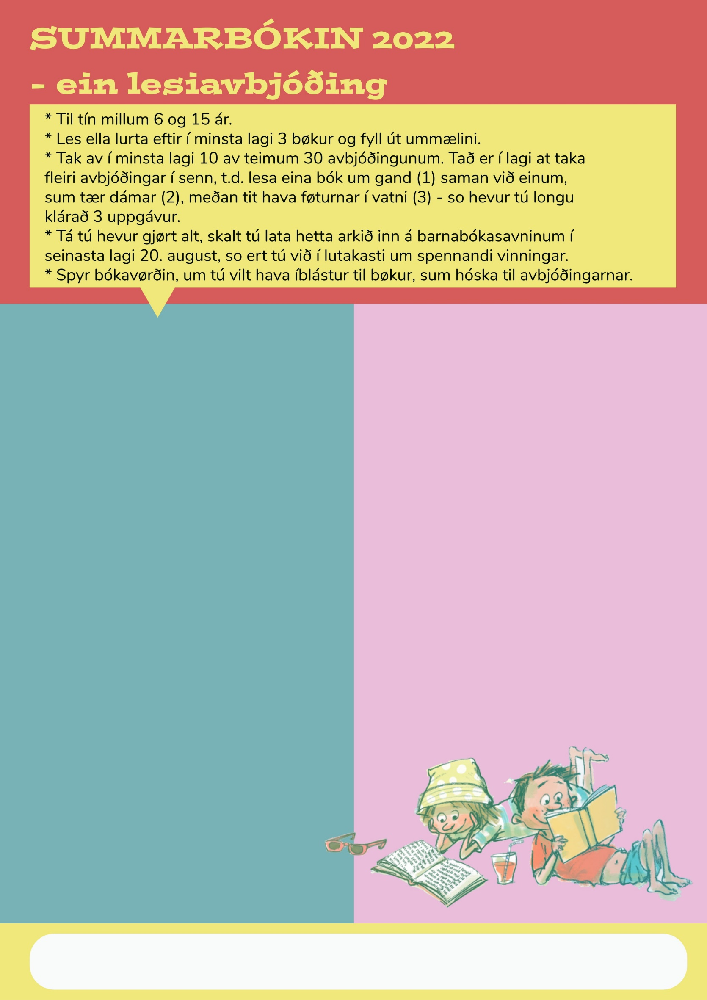 SUMMARBÓKIN 2022
- ein lesiavbjóðing
* Til tín millum 6 og 15 ár.
* Les ella lurta eftir í minsta lagi 3 bøkur og fyll út ummælini.
* Tak av í minsta lagi 10 av teimum 30 avbjóðingunum. Tað er í lagi at taka
fleiri avbjóðingar í senn, t.d. lesa eina bók um gand (1) saman við einum,
sum tær dámar (2), meðan tit hava føturnar í vatni (3) - so hevur tú longu
klárað 3 uppgávur.
* Tá tú hevur gjørt alt, skalt tú lata hetta arkið inn á barnabókasavninum í
seinasta lagi 20. august, so ert tú við í lutakasti um spennandi vinningar.
* Spyr bókavørðin, um tú vilt hava íblástur til bøkur, sum hóska til avbjóðingarnar.